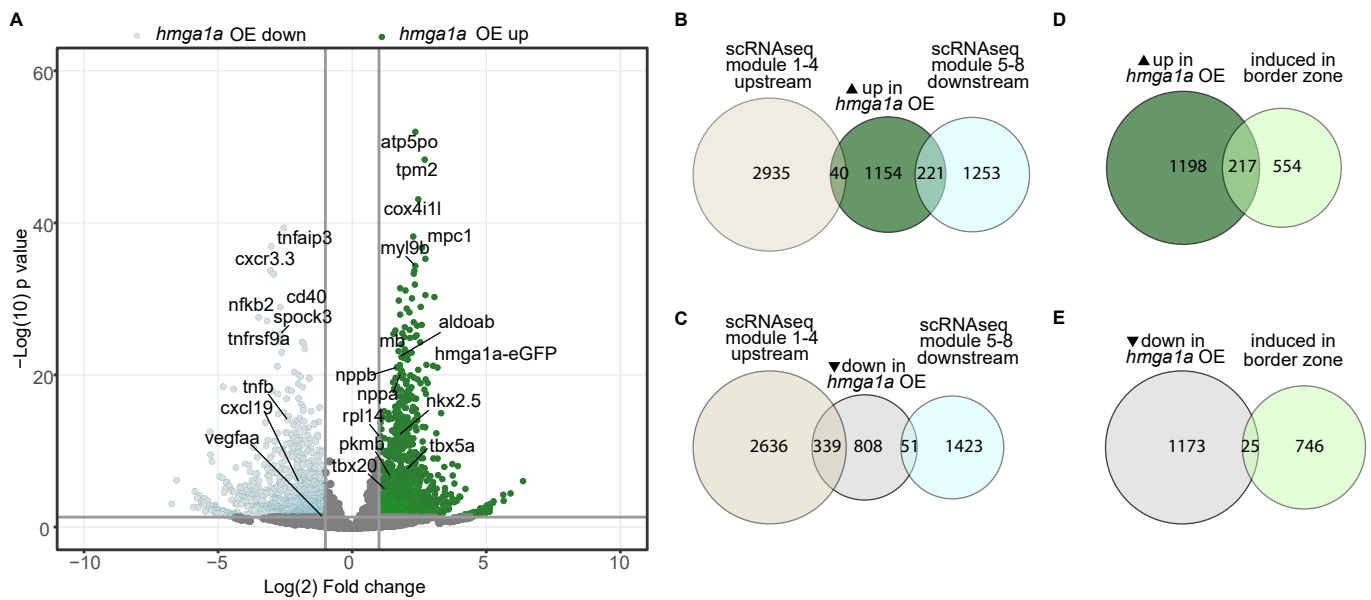 A
hmga1a OE down
hmga1a OE up
−Log(10) p value
60
40
20
0
−10
−5
0
5
10
Log(2) Fold change
atp5po
tpm2
cox4i1l
mpc1
myl9b
tnfaip3
cxcr3.3
cd40
nfkb2
spock3
tnfrsf9a
aldoab
mb
hmga1a-eGFP
nppb
nppa
nkx2.5
rpl14
pkmb
tbx5a
tbx20
tnfb
cxcl19
vegfaa
B
scRNAseq
module 1-4
upstream
▲ up in
hmga1a OE
scRNAseq
module 5-8
downstream
2935
40
1154
221
1253
C
scRNAseq
module 1-4
upstream
▼down in
hmga1a OE
scRNAseq
module 5-8
downstream
2636
339
808
51
1423
D
▲ up in
hmga1a OE
induced in
border zone
1198
217
554
E
▼down in
hmga1a OE
induced in
border zone
1173
25
746